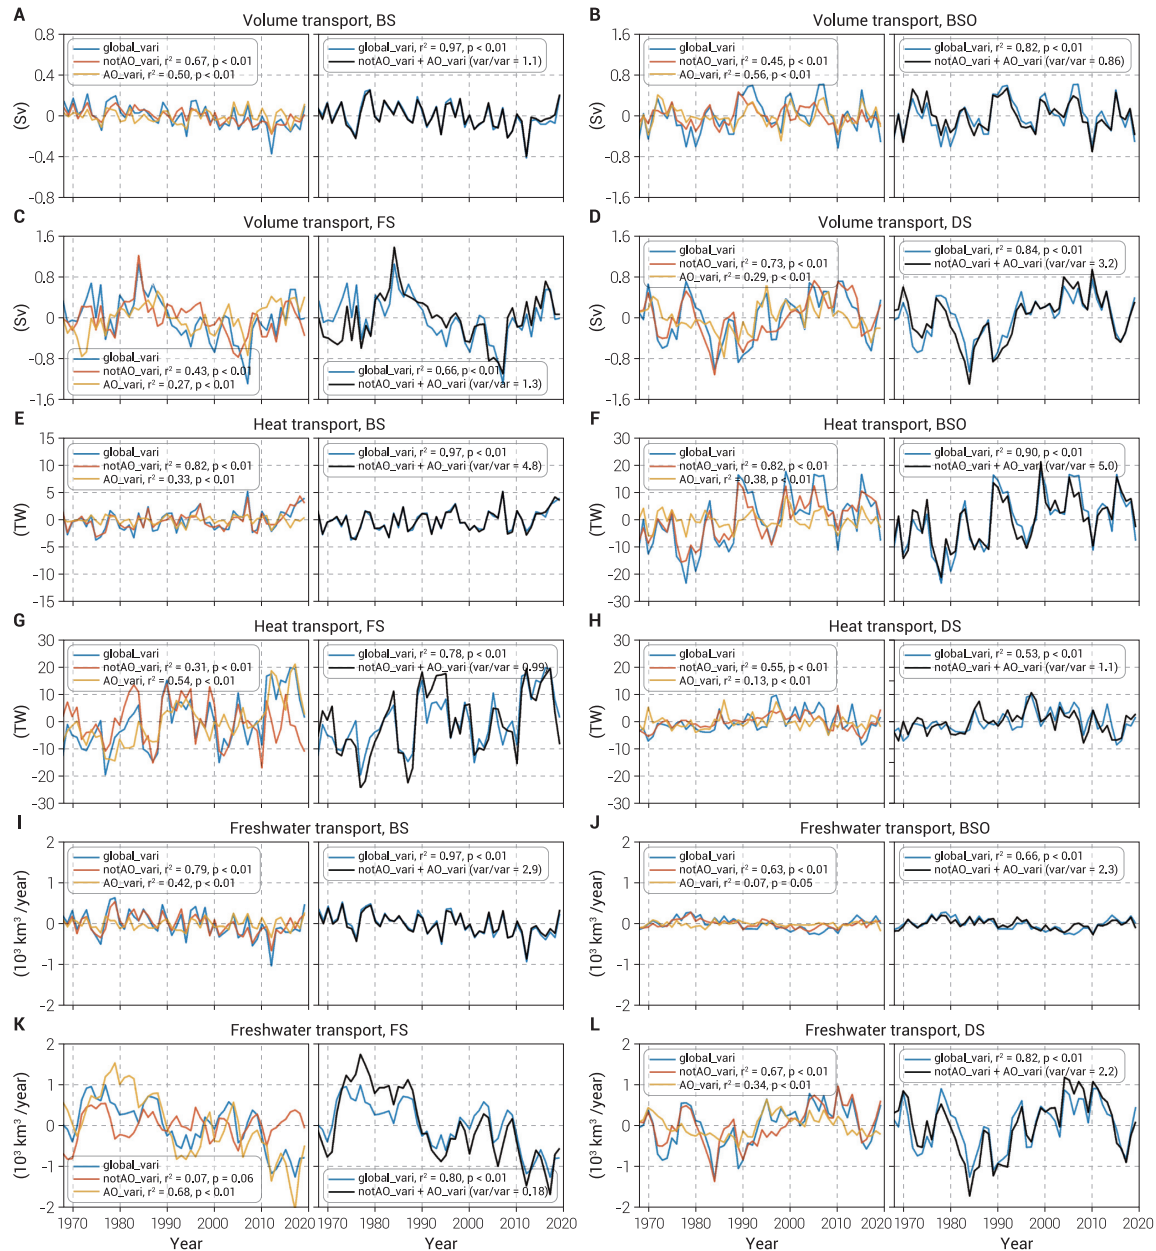 A
Volume transport, BS
0.8
0.4
0
-0.4
-0.8
(Sv)
global_vari
notAO_vari, r² = 0.67, p < 0.01
AO_vari, r² = 0.50, p < 0.01
global_vari, r² = 0.97, p < 0.01
notAO_vari + AO_vari (var/var = 1.1)
B
Volume transport, BSO
1.6
0.8
0
-0.8
-1.6
(Sv)
global_vari
notAO_vari, r² = 0.45, p < 0.01
AO_vari, r² = 0.56, p < 0.01
global_vari, r² = 0.82, p < 0.01
notAO_vari + AO_vari (var/var = 0.86)
C
Volume transport, FS
1.6
0.8
0
-0.8
-1.6
(Sv)
global_vari
notAO_vari, r² = 0.43, p < 0.01
AO_vari, r² = 0.27, p < 0.01
global_vari, r² = 0.66, p < 0.01
notAO_vari + AO_vari (var/var = 1.3)
D
Volume transport, DS
1.6
0.8
0
-0.8
-1.6
(Sv)
global_vari
notAO_vari, r² = 0.73, p < 0.01
AO_vari, r² = 0.29, p < 0.01
global_vari, r² = 0.84, p < 0.01
notAO_vari + AO_vari (var/var = 3.2)
E
Heat transport, BS
15
10
5
0
-5
-10
-15
(TW)
global_vari
notAO_vari, r² = 0.82, p < 0.01
AO_vari, r² = 0.33, p < 0.01
global_vari, r² = 0.97, p < 0.01
notAO_vari + AO_vari (var/var = 4.8)
F
Heat transport, BSO
30
20
10
0
-10
-20
-30
(TW)
global_vari
notAO_vari, r² = 0.82, p < 0.01
AO_vari, r² = 0.38, p < 0.01
global_vari, r² = 0.90, p < 0.01
notAO_vari + AO_vari (var/var = 5.0)
G
Heat transport, FS
30
20
10
0
-10
-20
-30
(TW)
global_vari
notAO_vari, r² = 0.31, p < 0.01
AO_vari, r² = 0.54, p < 0.01
global_vari, r² = 0.78, p < 0.01
notAO_vari + AO_vari (var/var = 0.99)
H
Heat transport, DS
30
20
10
0
-10
-20
-30
(TW)
global_vari
notAO_vari, r² = 0.55, p < 0.01
AO_vari, r² = 0.13, p < 0.01
global_vari, r² = 0.53, p < 0.01
notAO_vari + AO_vari (var/var = 1.1)
I
Freshwater transport, BS
2
1
0
-1
-2
(10³ km³ /year)
global_vari
notAO_vari, r² = 0.79, p < 0.01
AO_vari, r² = 0.42, p < 0.01
global_vari, r² = 0.97, p < 0.01
notAO_vari + AO_vari (var/var = 2.9)
J
Freshwater transport, BSO
2
1
0
-1
-2
(10³ km³ /year)
global_vari
notAO_vari, r² = 0.63, p < 0.01
AO_vari, r² = 0.07, p = 0.05
global_vari, r² = 0.66, p < 0.01
notAO_vari + AO_vari (var/var = 2.3)
K
Freshwater transport, FS
2
1
0
-1
-2
(10³ km³ /year)
global_vari
notAO_vari, r² = 0.07, p = 0.06
AO_vari, r² = 0.68, p < 0.01
global_vari, r² = 0.80, p < 0.01
notAO_vari + AO_vari (var/var = 0.18)
1970 1980 1990 2000 2010 2020 1970 1980 1990 2000 2010 2020
Year Year
L
Freshwater transport, DS
2
1
0
-1
-2
(10³ km³ /year)
global_vari
notAO_vari, r² = 0.67, p < 0.01
AO_vari, r² = 0.34, p < 0.01
global_vari, r² = 0.82, p < 0.01
notAO_vari + AO_vari (var/var = 2.2)
1970 1980 1990 2000 2010 2020 1970 1980 1990 2000 2010 2020
Year Year